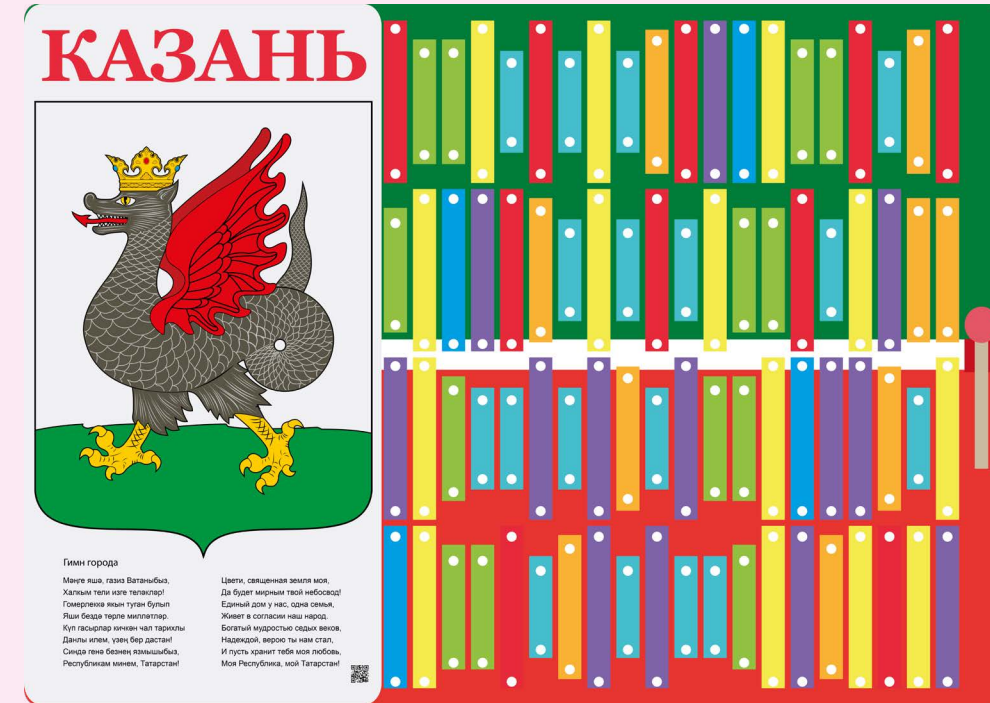 КАЗАНЬ
Гимн города
Мәңге яшә, газиз Ватаныбыз,
Халкым тели изге теләкләр!
Гомерлеккә якын туган булып
Яши бездә төрле милләтләр.
Күп гасырлар кичкән чал тарихлы
Данлы илем, үзең бер дастан!
Синдә генә безнең язмышыбыз,
Республикам минем, Татарстан!
Цвети, священная земля моя,
Да будет мирным твой небосвод!
Единый дом у нас, одна семья,
Живет в согласии наш народ.
Богатый мудростью седых веков,
Надеждой, верою ты нам стал,
И пусть хранит тебя моя любовь,
Моя Республика, мой Татарстан!